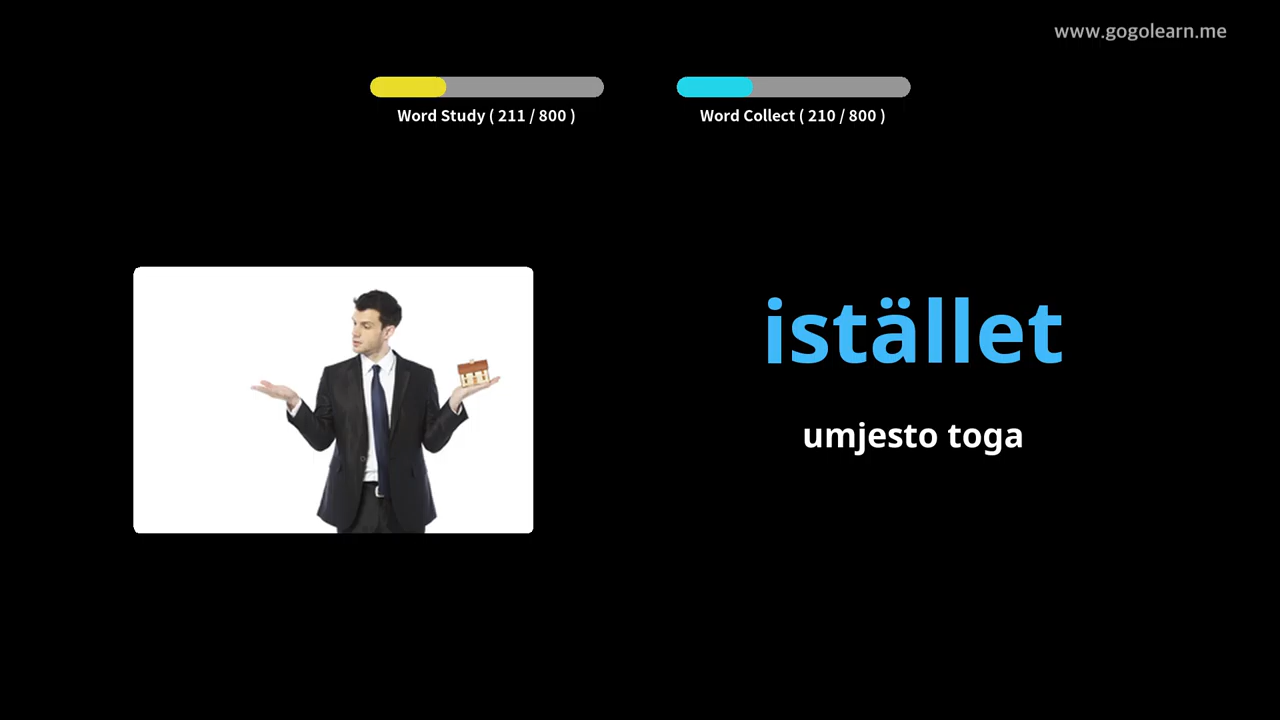 www.gogolearn.me
Word Study ( 211 / 800 )
Word Collect ( 210 / 800 )
istället
umjesto toga